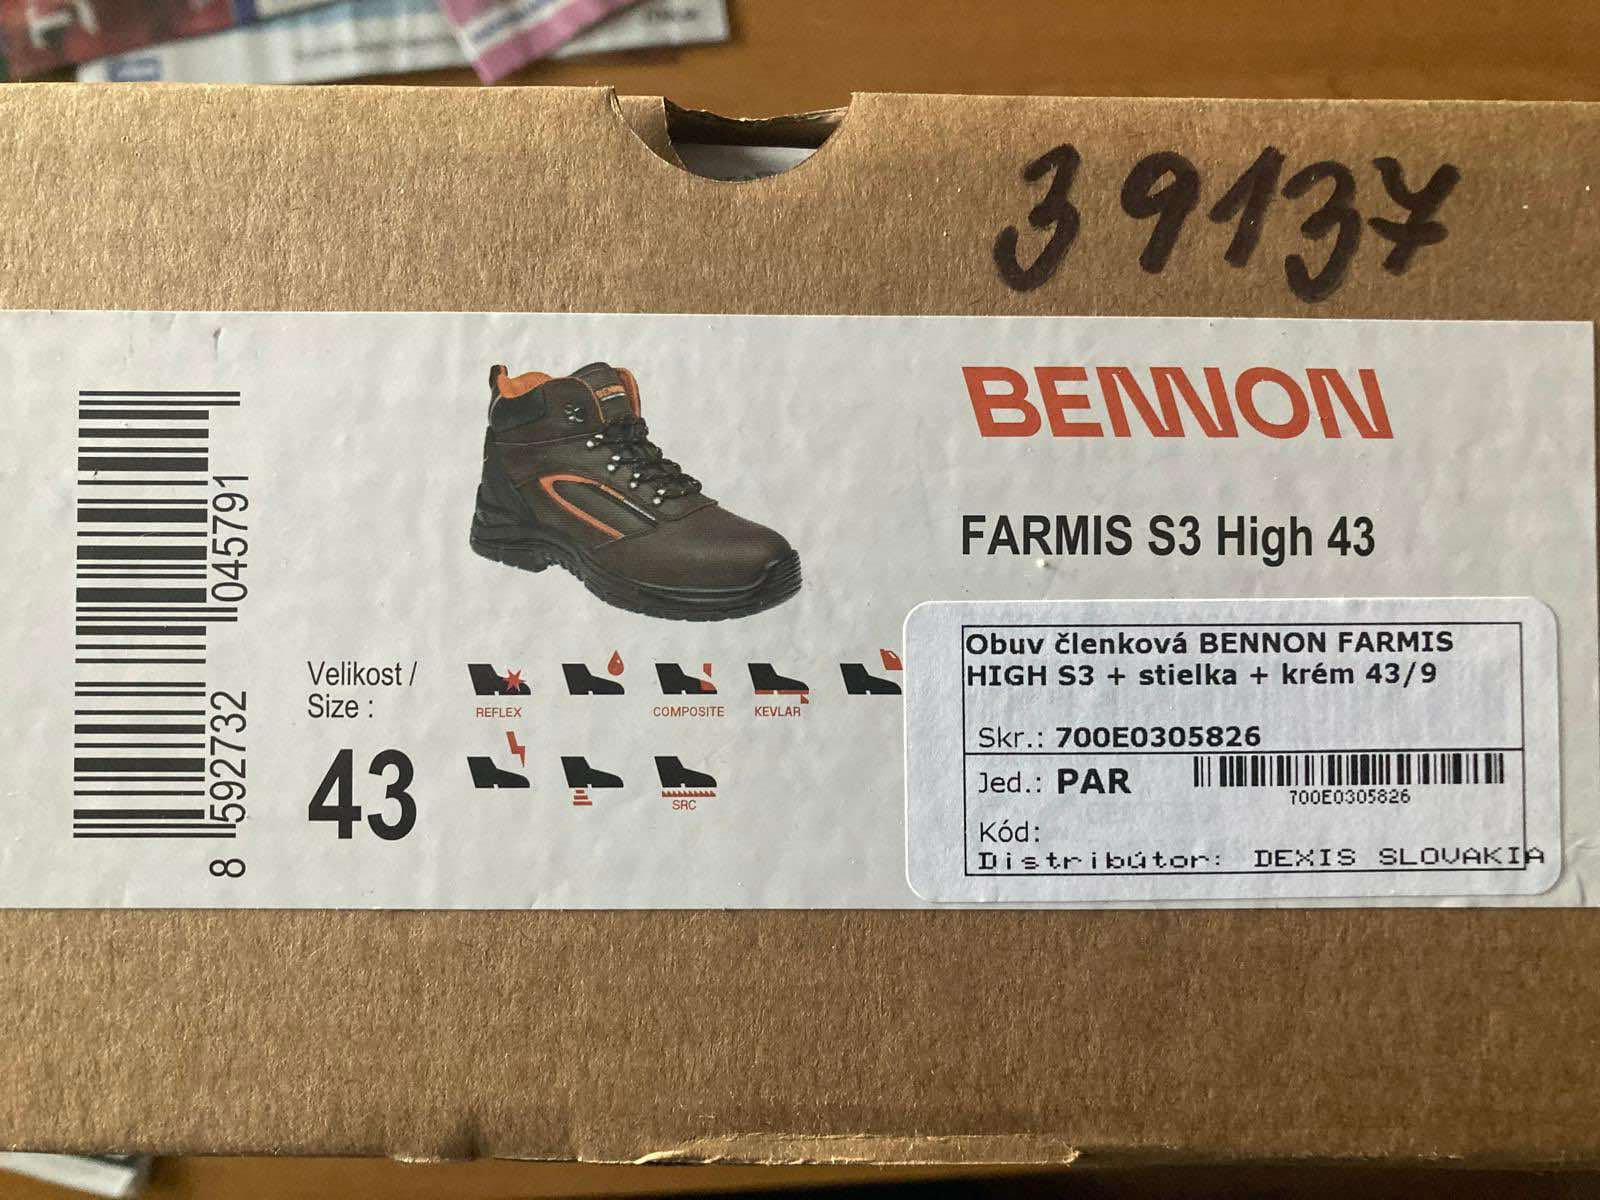 39137
BENNON
FARMIS S3 High 43
8 592732 045791
Velikost /
Size :
43
REFLEX
COMPOSITE
KEVLAR
SRC
Obuv členková BENNON FARMIS
HIGH S3 + stielka + krém 43/9
Skr.: 700E0305826
Jed.: PAR
700E0305826
Kód:
Distribútor: DEXIS SLOVAKIA